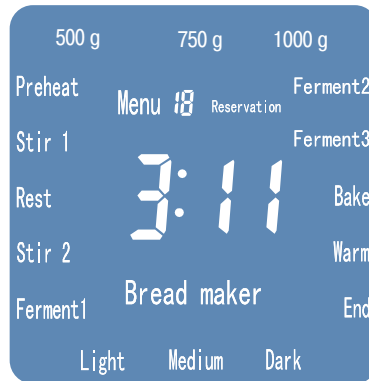 500 g 750 g 1000 g
Preheat
Menu 18 Reservation
Ferment2
Stir 1
Ferment3
3:11
Rest
Bake
Stir 2
Warm
Bread maker
Ferment1
End
Light Medium Dark